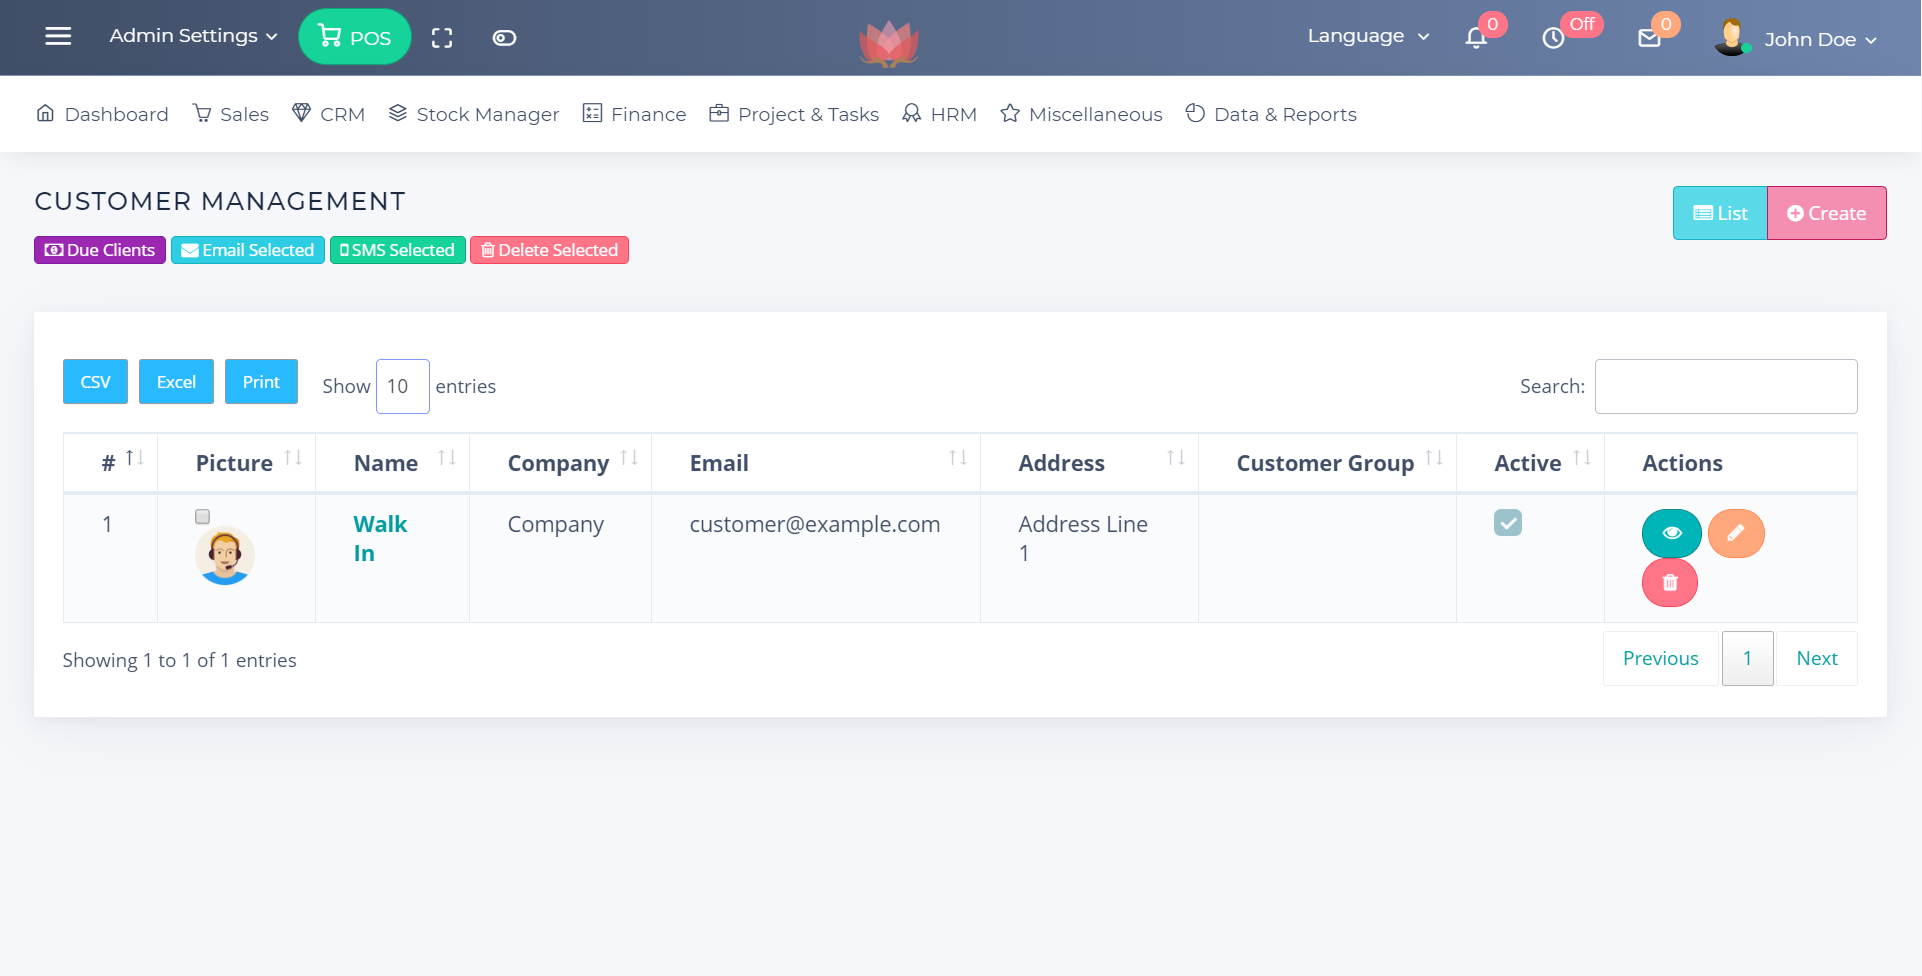 Admin Settings POS Language 0 Off 0 John Doe
Dashboard Sales CRM Stock Manager Finance Project & Tasks HRM Miscellaneous Data & Reports
CUSTOMER MANAGEMENT
List Create
Due Clients Email Selected SMS Selected Delete Selected
CSV Excel Print Show 10 entries Search:
# Picture Name Company Email Address Customer Group Active Actions
1 Walk Company customer@example.com Address Line
In 1
Showing 1 to 1 of 1 entries Previous 1 Next